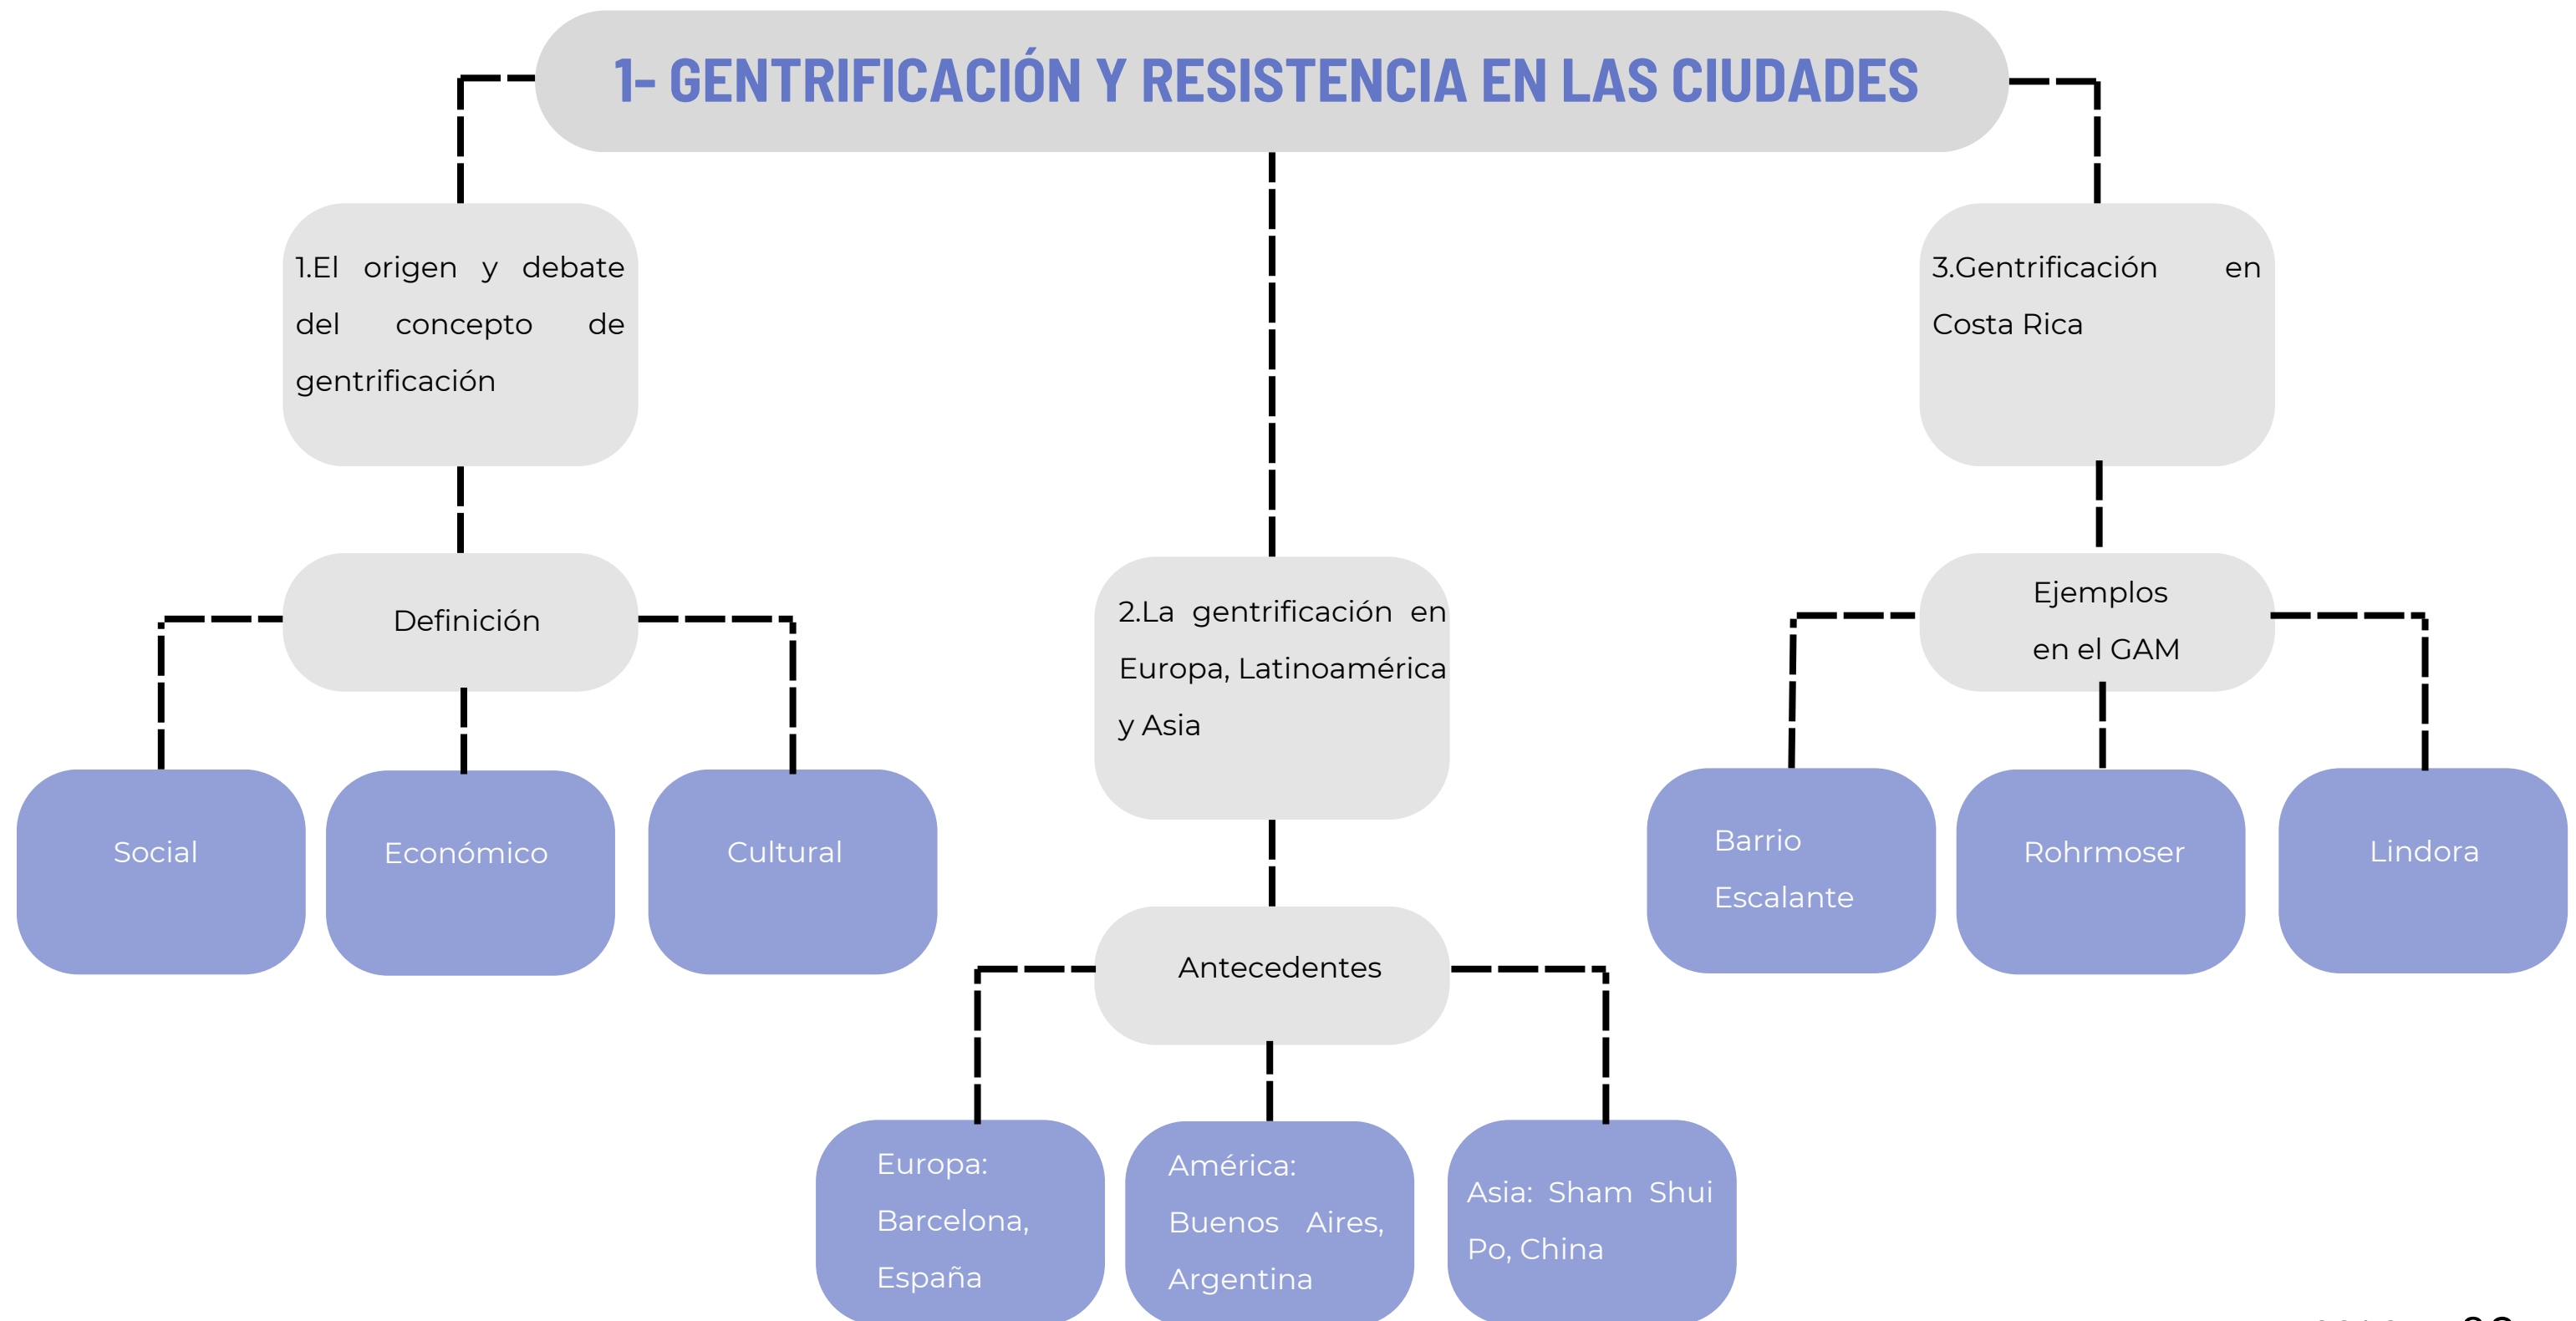 1- GENTRIFICACIÓN Y RESISTENCIA EN LAS CIUDADES
1.El origen y debate
del concepto de
gentrificación
Definición
Social
Económico
Cultural
2.La gentrificación en
Europa, Latinoamérica
y Asia
Antecedentes
Europa:
Barcelona,
España
América:
Buenos Aires,
Argentina
Asia: Sham Shui
Po, China
3.Gentrificación en
Costa Rica
Ejemplos
en el GAM
Barrio
Escalante
Rohrmoser
Lindora